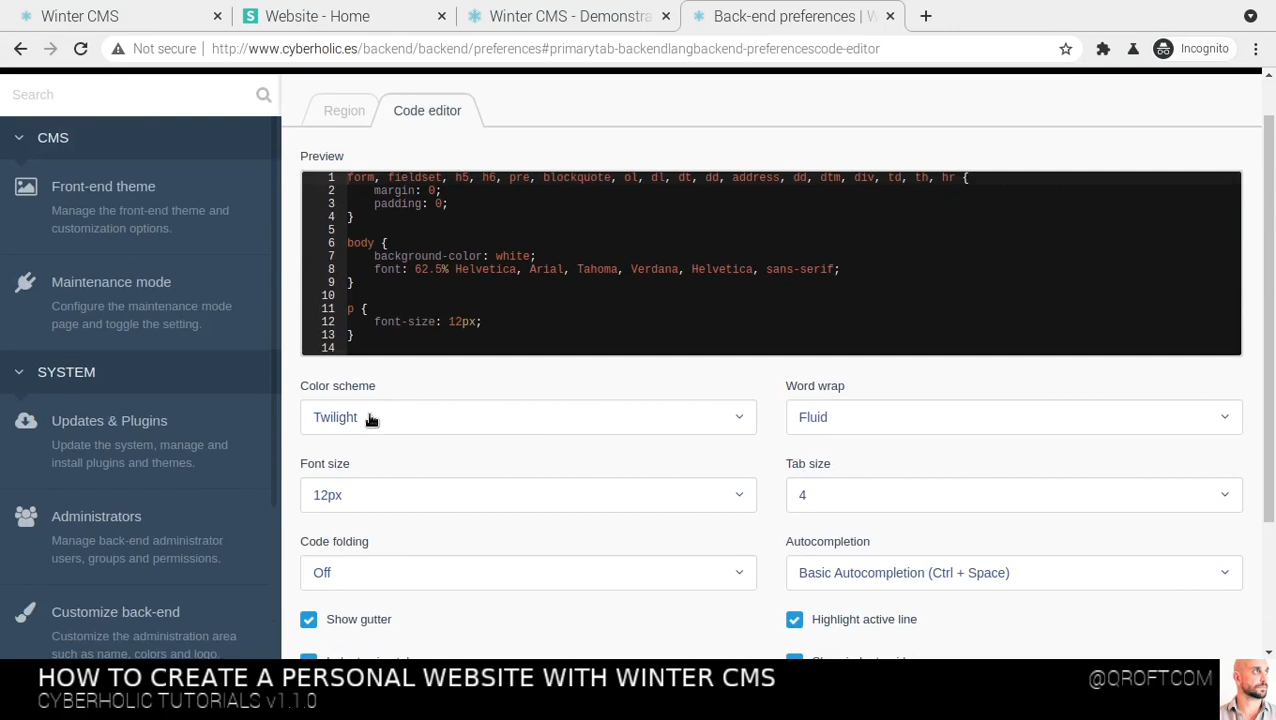 Winter CMS
Website - Home
Winter CMS - Demonstra
Back-end preferences | W
Not secure
http://www.cyberholic.es/backend/backend/preferences#primarytab-backendlangbackend-preferencescode-editor
Incognito
Search
CMS
Front-end theme
Manage the front-end theme and
customization options.
Maintenance mode
Configure the maintenance mode
page and toggle the setting.
SYSTEM
Updates & Plugins
Update the system, manage and
install plugins and themes.
Administrators
Manage back-end administrator
users, groups and permissions.
Customize back-end
Customize the administration area
such as name, colors and logo.
Region
Code editor
Preview
1 form, fieldset, h5, h6, pre, blockquote, ol, dl, dt, dd, address, dd, dtm, div, td, th, hr {
2 margin: 0;
3 padding: 0;
4 }
5
6 body {
7 background-color: white;
8 font: 62.5% Helvetica, Arial, Tahoma, Verdana, Helvetica, sans-serif;
9 }
10
11 p {
12 font-size: 12px;
13 }
14
Color scheme
Twilight
Word wrap
Fluid
Font size
12px
Tab size
4
Code folding
Off
Autocompletion
Basic Autocompletion (Ctrl + Space)
Show gutter
Highlight active line
HOW TO CREATE A PERSONAL WEBSITE WITH WINTER CMS
CYBERHOLIC TUTORIALS v1.1.0
@QROFTCOM